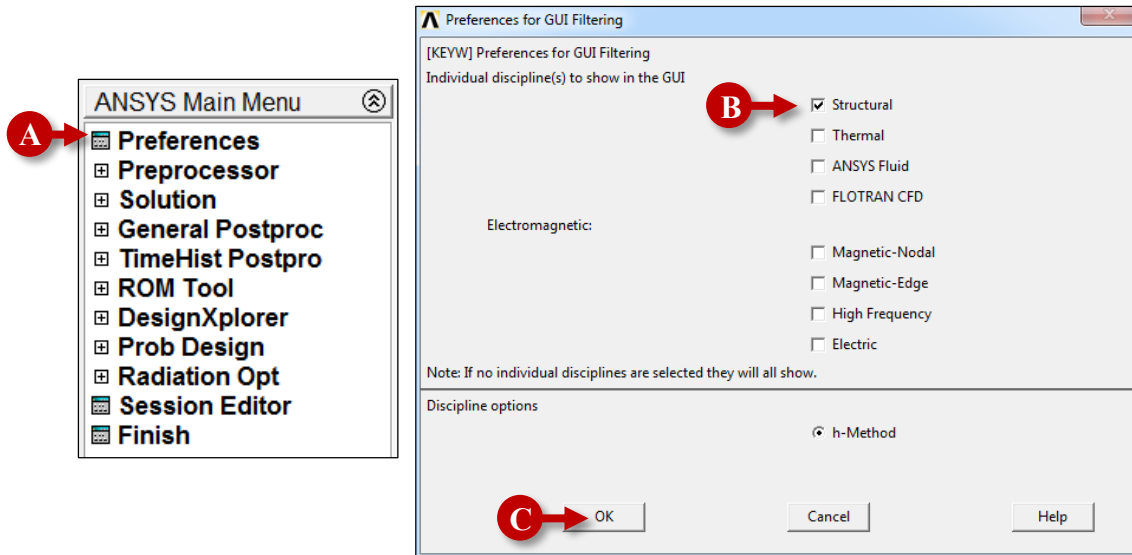 ANSYS Main Menu
A
Preferences
Preprocessor
Solution
General Postproc
TimeHist Postpro
ROM Tool
DesignXplorer
Prob Design
Radiation Opt
Session Editor
Finish
Preferences for GUI Filtering
[KEYW] Preferences for GUI Filtering
Individual discipline(s) to show in the GUI
B
Structural
Thermal
ANSYS Fluid
FLOTRAN CFD
Electromagnetic:
Magnetic-Nodal
Magnetic-Edge
High Frequency
Electric
Note: If no individual disciplines are selected they will all show.
Discipline options
h-Method
C
OK
Cancel
Help